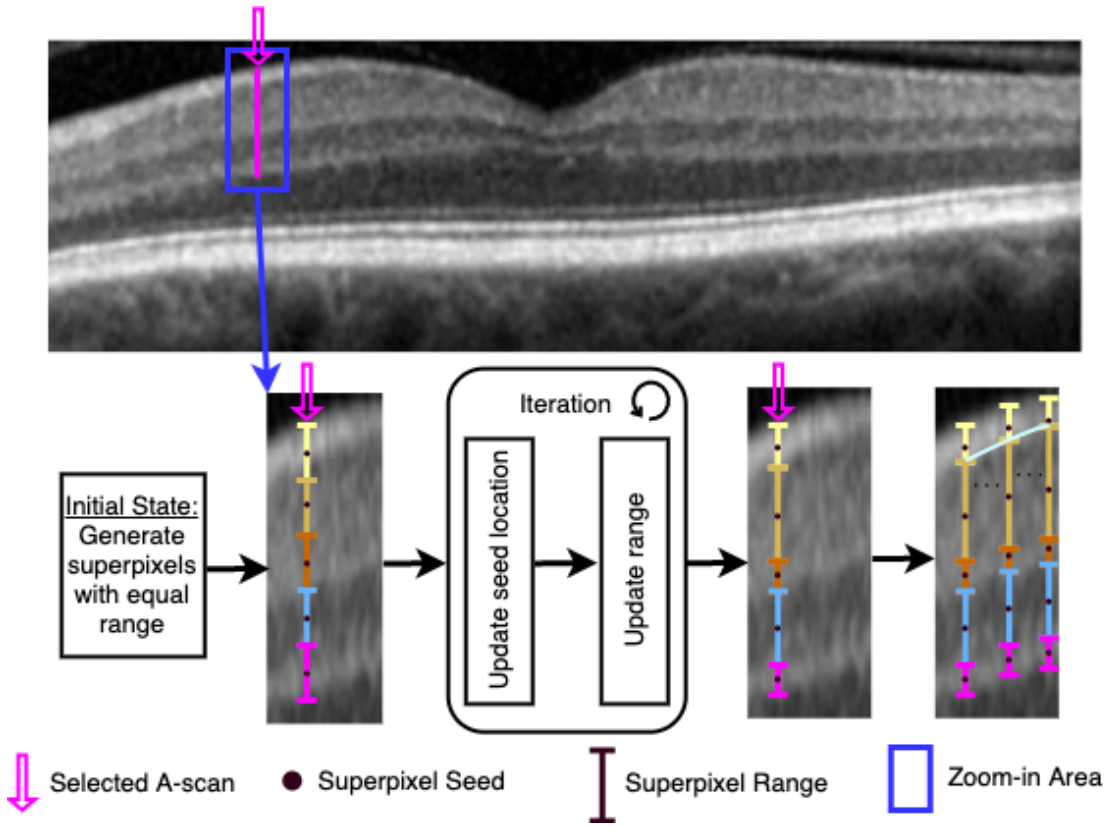 Initial State:
Generate
superpixels
with equal
range
Iteration
Update seed location
Update range
Selected A-scan
Superpixel Seed
Superpixel Range
Zoom-in Area